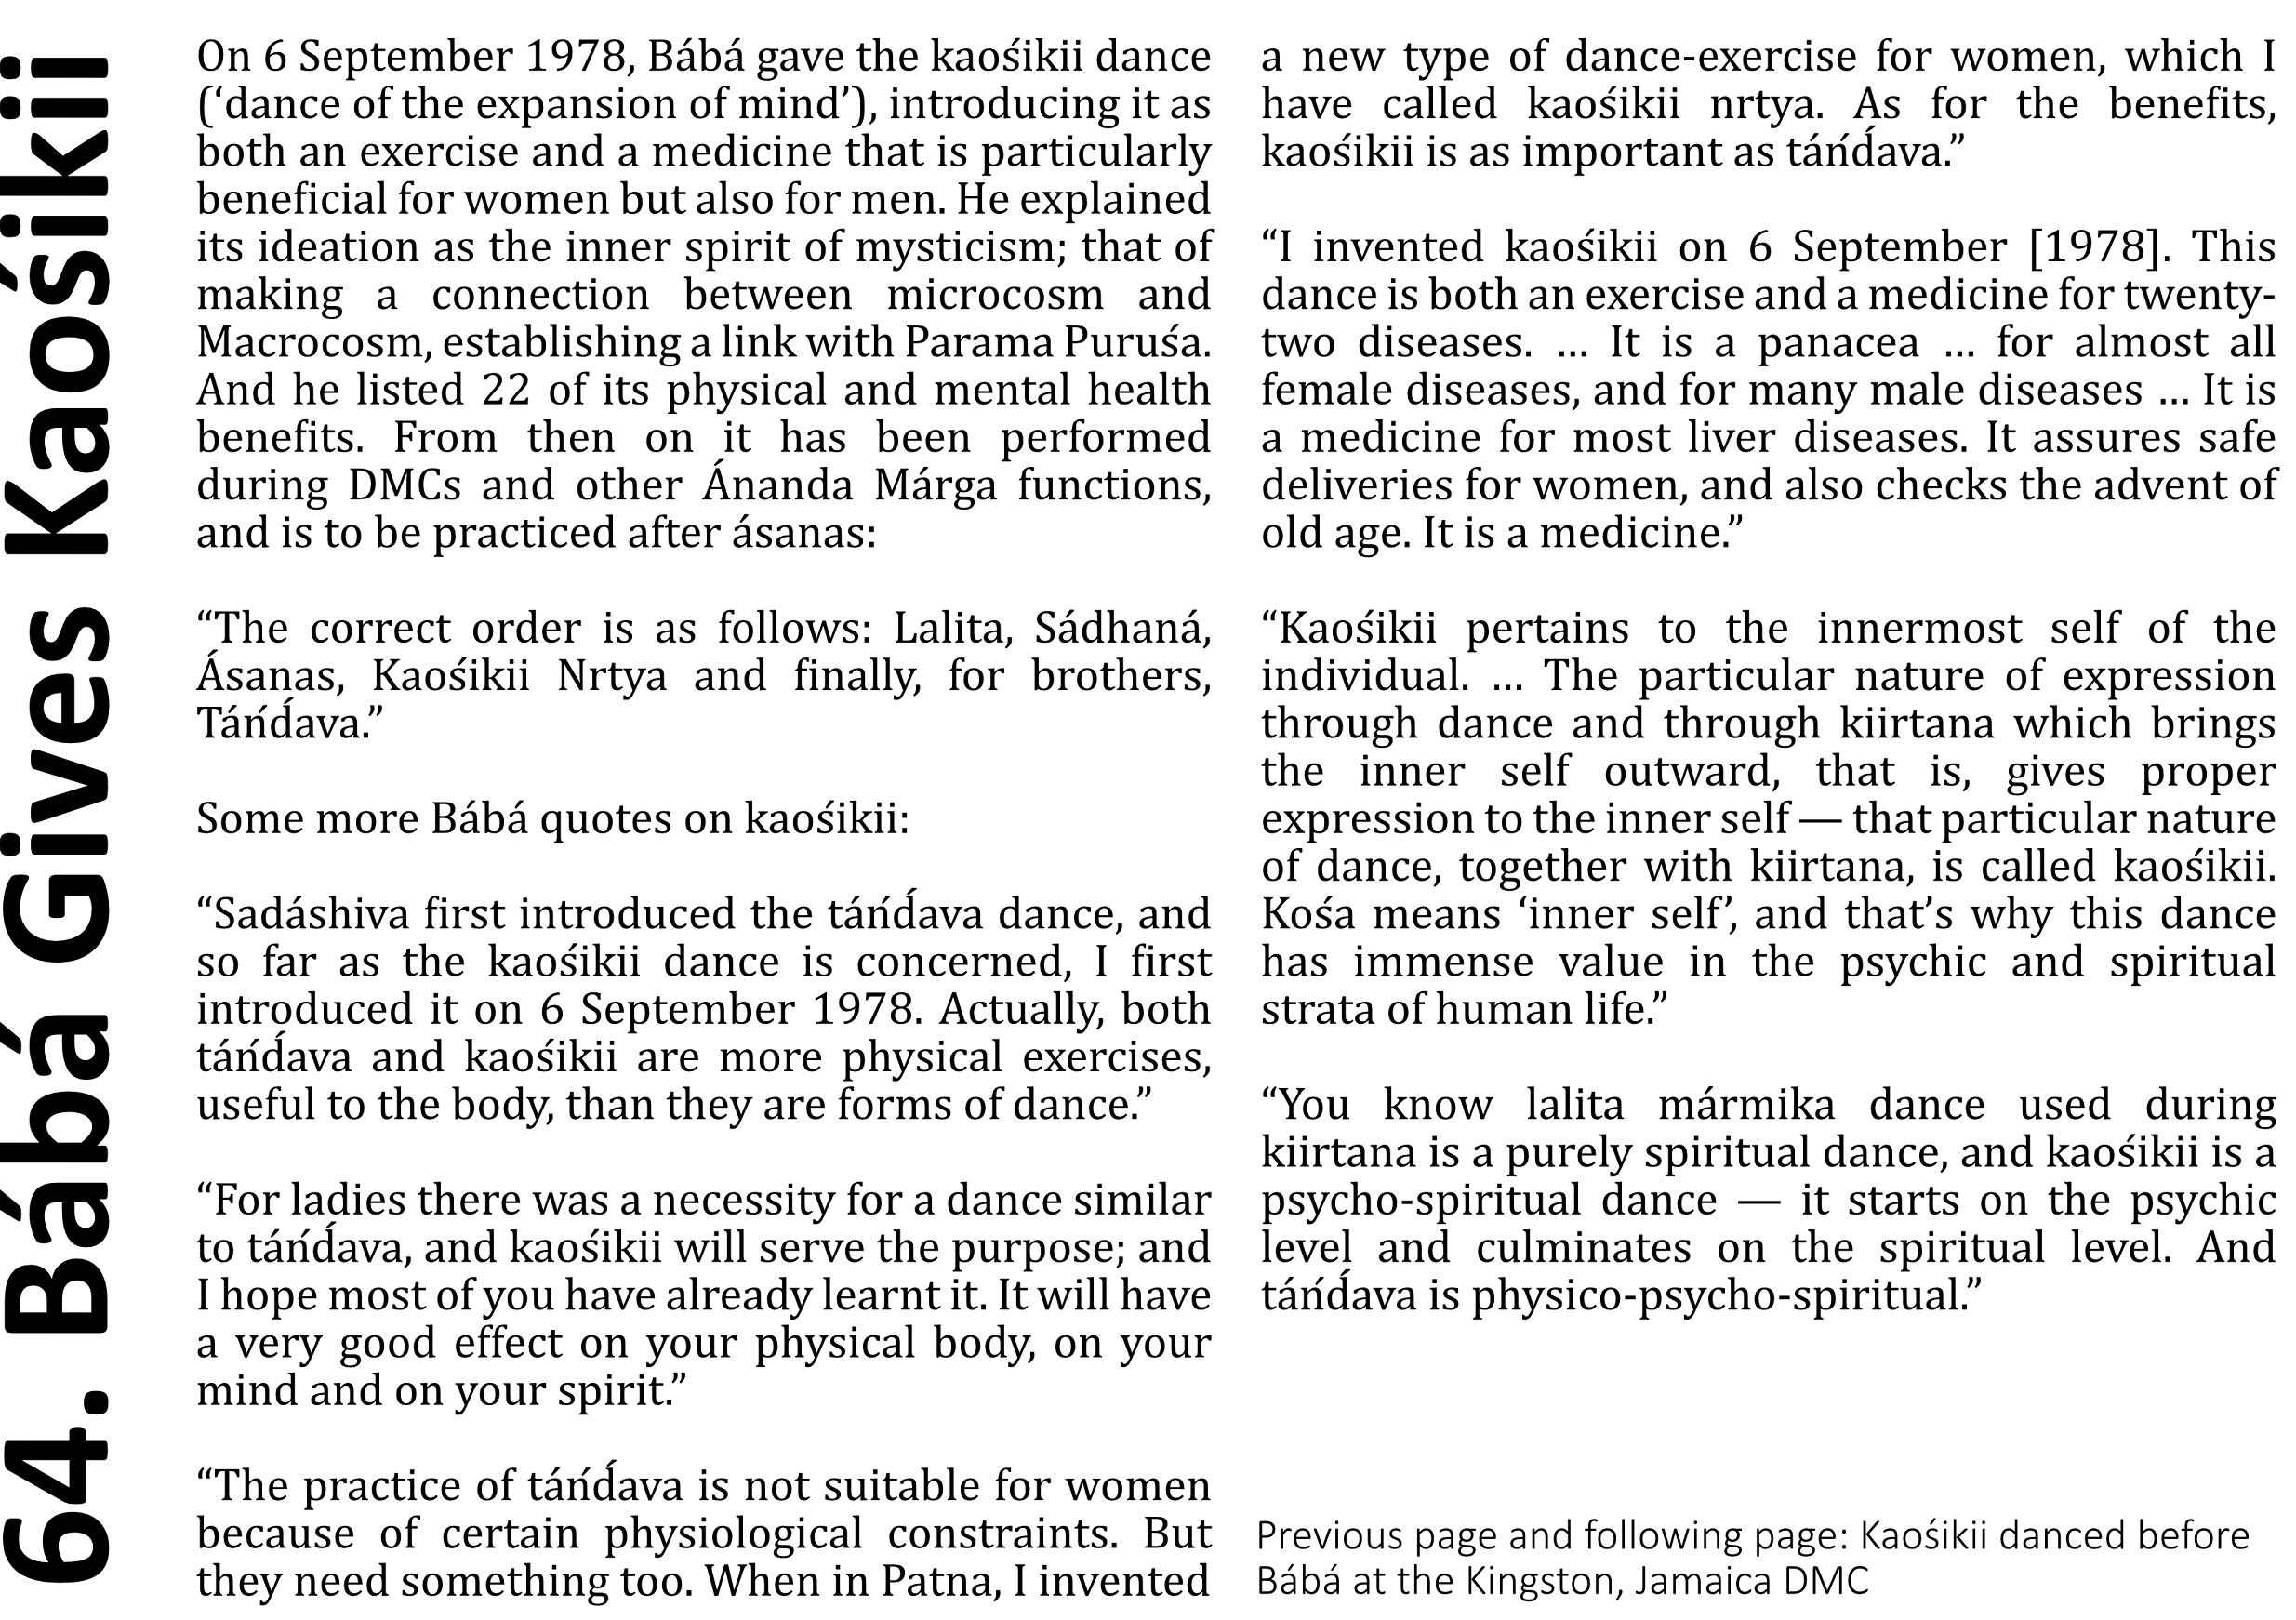 64. Bábá Gives Kaośikii
On 6 September 1978, Bábá gave the kaośikii dance
(‘dance of the expansion of mind’), introducing it as
both an exercise and a medicine that is particularly
beneficial for women but also for men. He explained
its ideation as the inner spirit of mysticism; that of
making a connection between microcosm and
Macrocosm, establishing a link with Parama Puruśa.
And he listed 22 of its physical and mental health
benefits. From then on it has been performed
during DMCs and other Ánanda Márga functions,
and is to be practiced after ásanas:
“The correct order is as follows: Lalita, Sádhaná,
Ásanas, Kaośikii Nrtya and finally, for brothers,
Táńd́ava.”
Some more Bábá quotes on kaośikii:
“Sadáshiva first introduced the táńd́ava dance, and
so far as the kaośikii dance is concerned, I first
introduced it on 6 September 1978. Actually, both
táńd́ava and kaośikii are more physical exercises,
useful to the body, than they are forms of dance.”
“For ladies there was a necessity for a dance similar
to táńd́ava, and kaośikii will serve the purpose; and
I hope most of you have already learnt it. It will have
a very good effect on your physical body, on your
mind and on your spirit.”
“The practice of táńd́ava is not suitable for women
because of certain physiological constraints. But
they need something too. When in Patna, I invented
a new type of dance-exercise for women, which I
have called kaośikii nrtya. As for the benefits,
kaośikii is as important as táńd́ava.”
“I invented kaośikii on 6 September [1978]. This
dance is both an exercise and a medicine for twenty-
two diseases. … It is a panacea … for almost all
female diseases, and for many male diseases … It is
a medicine for most liver diseases. It assures safe
deliveries for women, and also checks the advent of
old age. It is a medicine.”
“Kaośikii pertains to the innermost self of the
individual. … The particular nature of expression
through dance and through kiirtana which brings
the inner self outward, that is, gives proper
expression to the inner self — that particular nature
of dance, together with kiirtana, is called kaośikii.
Kośa means ‘inner self’, and that’s why this dance
has immense value in the psychic and spiritual
strata of human life.”
“You know lalita mármika dance used during
kiirtana is a purely spiritual dance, and kaośikii is a
psycho-spiritual dance — it starts on the psychic
level and culminates on the spiritual level. And
táńd́ava is physico-psycho-spiritual.”
Previous page and following page: Kaośikii danced before
Bábá at the Kingston, Jamaica DMC